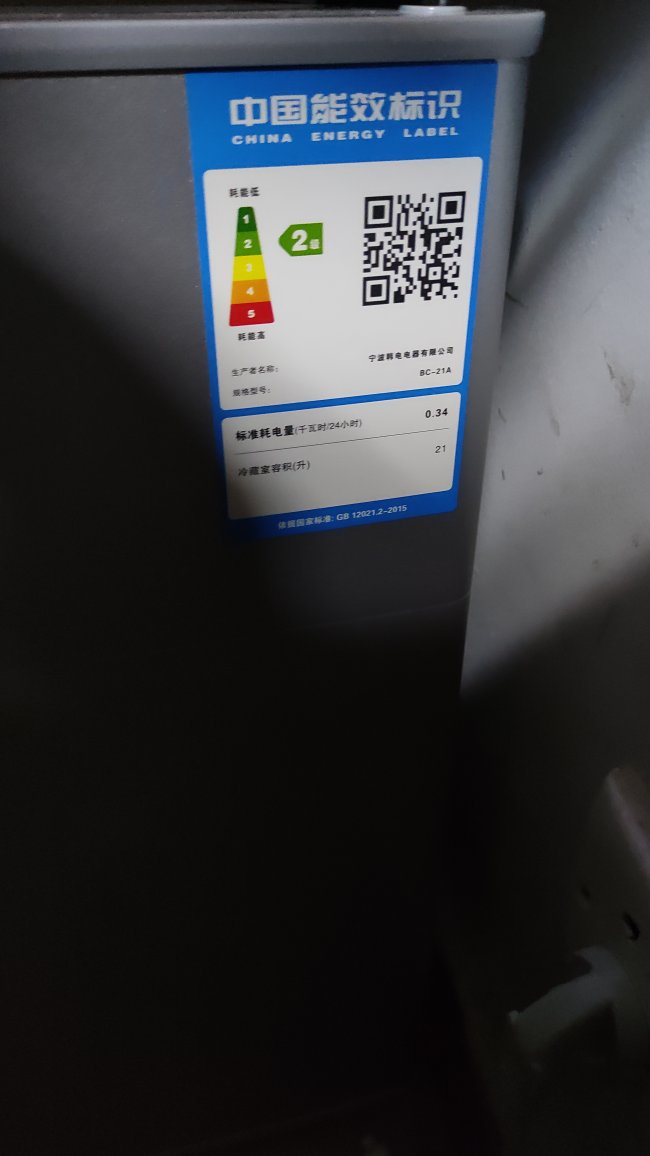 中国能效标识
CHINA ENERGY LABEL
耗能低
1
2
3
4
5
2级
耗能高
生产者名称: 宁波韩电电器有限公司
规格型号: BC-21A
标准耗电量(千瓦时/24小时) 0.34
冷藏室容积(升) 21
依据国家标准: GB 12021.2-2015